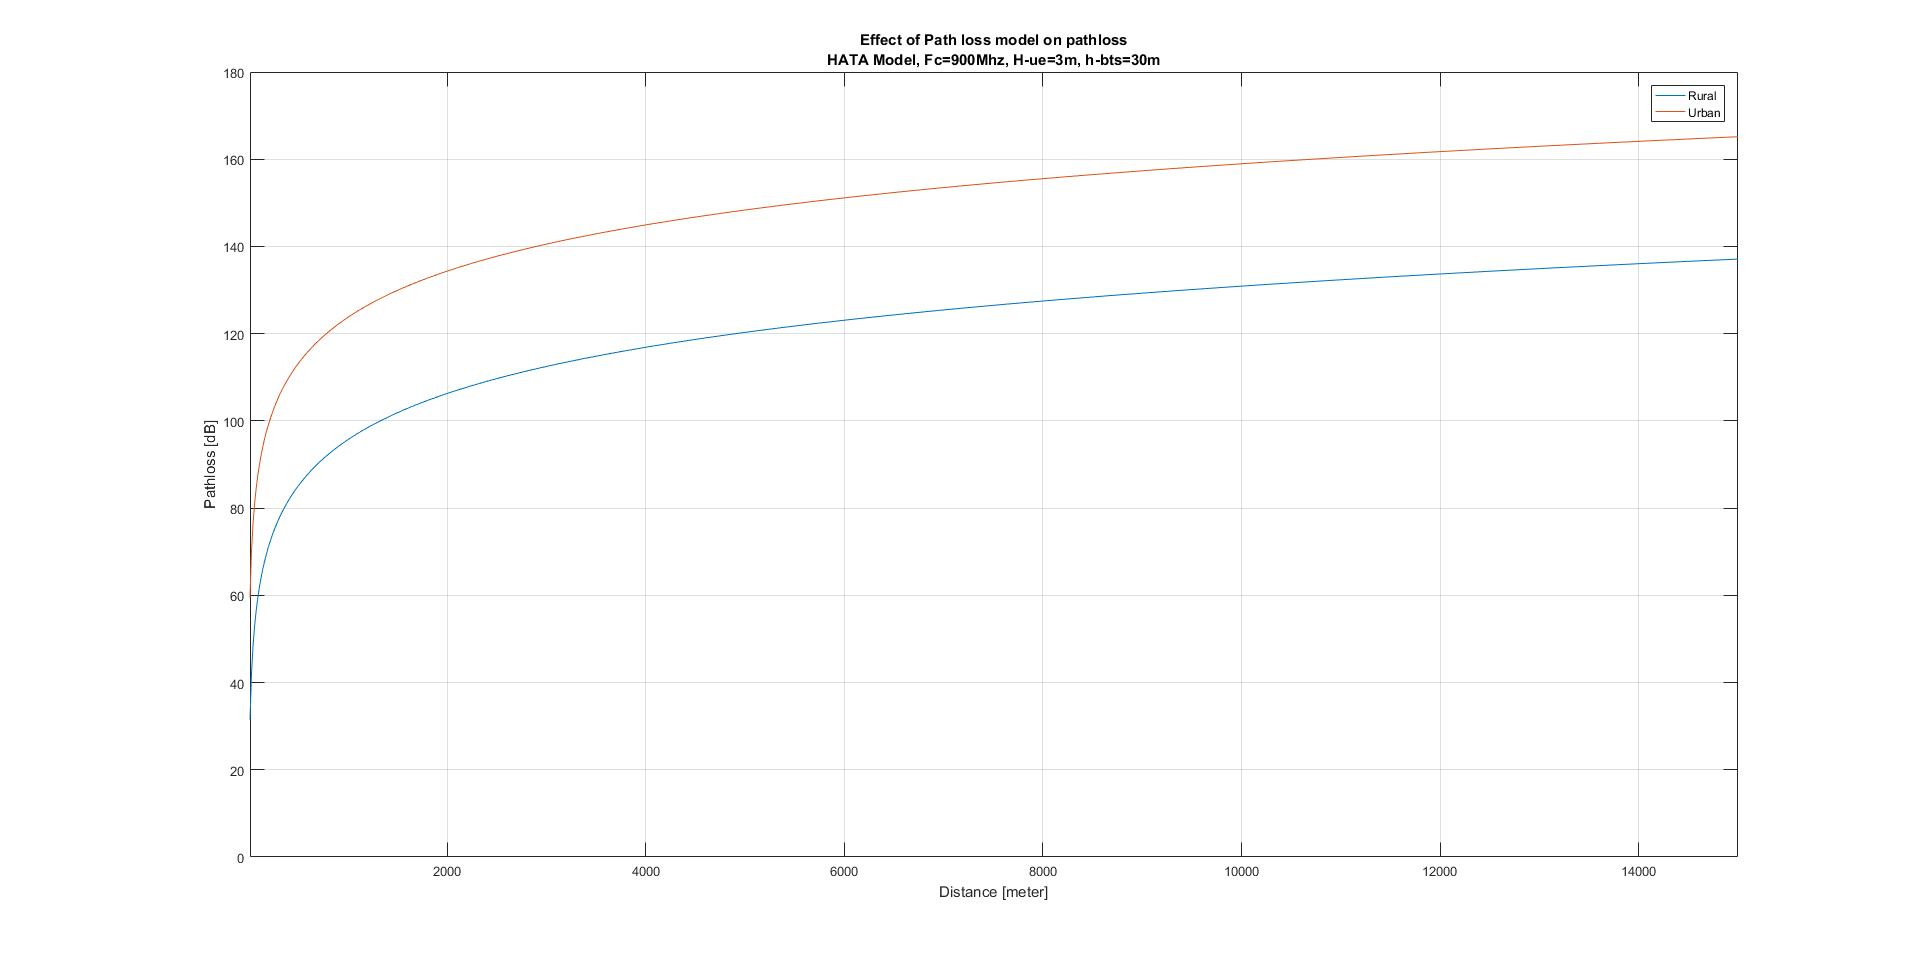 Effect of Path loss model on pathloss
HATA Model, Fc=900Mhz, H-ue=3m, h-bts=30m
Rural
Urban
Pathloss [dB]
180
160
140
120
100
80
60
40
20
0
2000 4000 6000 8000 10000 12000 14000
Distance [meter]